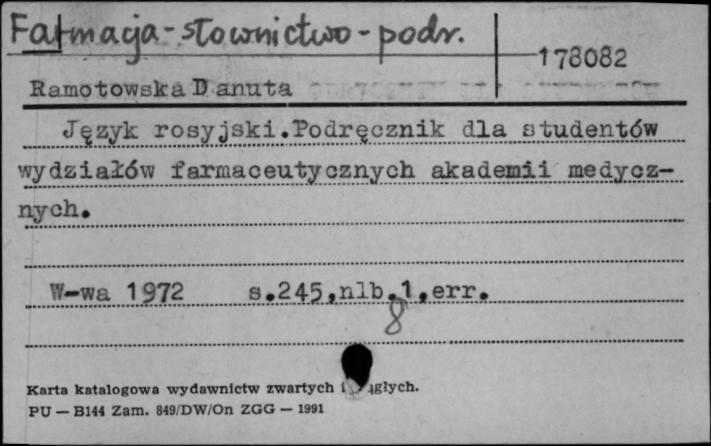 Farmacja-słownictwo-podr.
178082
Ramotowska Danuta
Język rosyjski.Podręcznik dla studentów
wydziałów farmaceutycznych akademii medycz-
nych.
W-wa 1972 s.245,nlb.1,err.
8
Karta katalogowa wydawnictw zwartych i
PU — B144 Zam. 849/DW/On ZGG — 1991